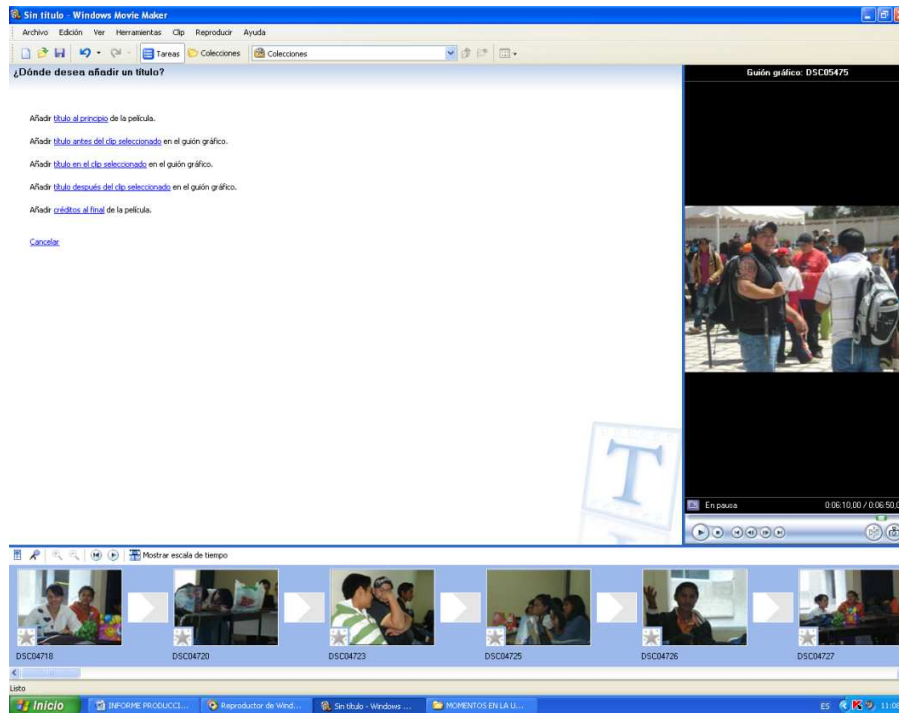 Sin título - Windows Movie Maker
Archivo Edición Ver Herramientas Clip Reproducir Ayuda
Tareas Colecciones Colecciones
¿Dónde desea añadir un título?
Guión gráfico: DSC05475
Añadir título al principio de la película.
Añadir título antes del clip seleccionado en el guión gráfico.
Añadir título en el clip seleccionado en el guión gráfico.
Añadir título después del clip seleccionado en el guión gráfico.
Añadir créditos al final de la película.
Cancelar
T
En pausa 0:06:10,00 / 0:06:50,0
Mostrar escala de tiempo
DSC04718 DSC04720 DSC04723 DSC04725 DSC04726 DSC04727
Listo
Inicio INFORME PRODUCCI... Reproductor de Wind... Sin título - Windows ... MOMENTOS EN LA U... ES 11:08